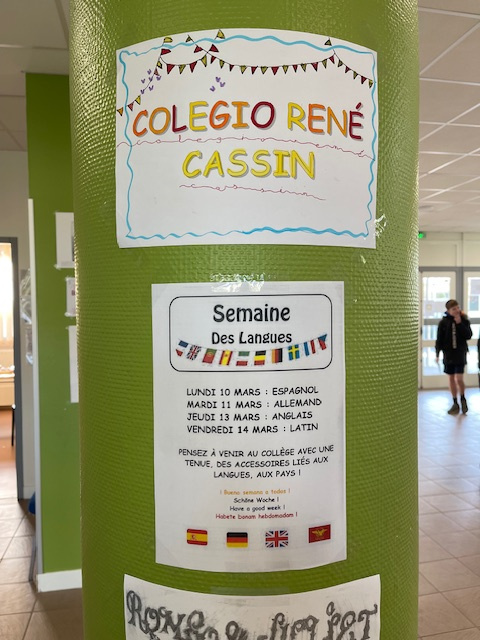 COLEGIO RENÉ
CASSIN
Semaine
Des Langues
LUNDI 10 MARS : ESPAGNOL
MARDI 11 MARS : ALLEMAND
JEUDI 13 MARS : ANGLAIS
VENDREDI 14 MARS : LATIN
PENSEZ À VENIR AU COLLÈGE AVEC UNE
TENUE, DES ACCESSOIRES LIÉS AUX
LANGUES, AUX PAYS !
! Buena semana a todos !
Schöne Woche !
Have a good week !
Habete bonam hebdomadam !